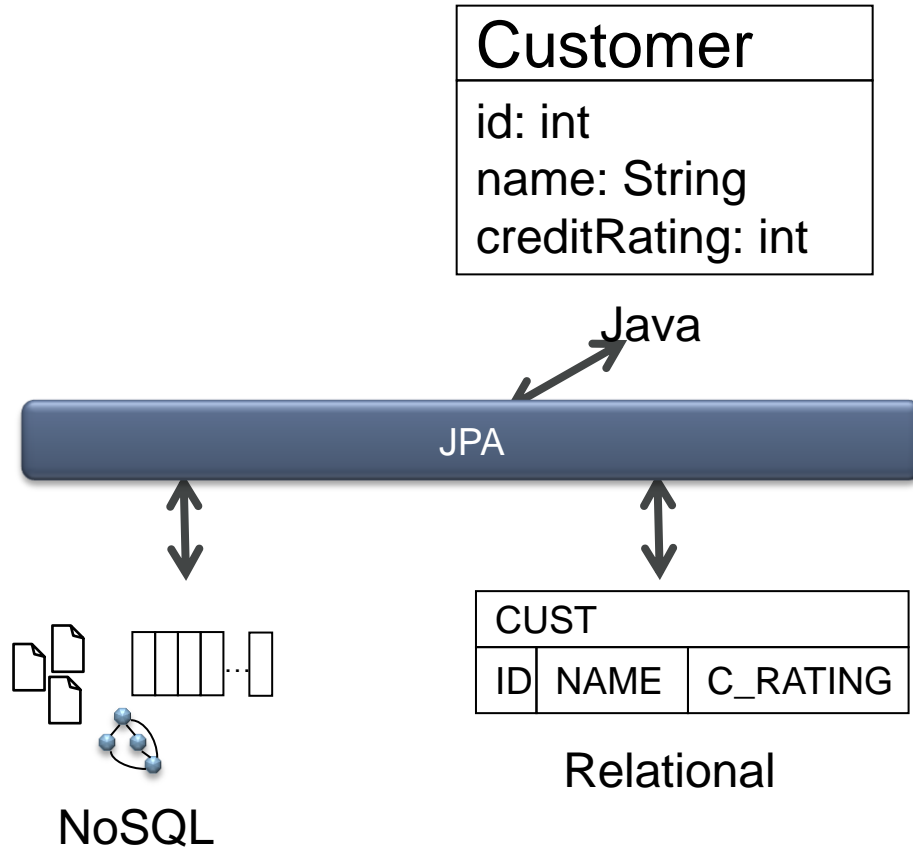 Customer
id: int
name: String
creditRating: int
Java
JPA
...
CUST
ID NAME C_RATING
Relational
NoSQL